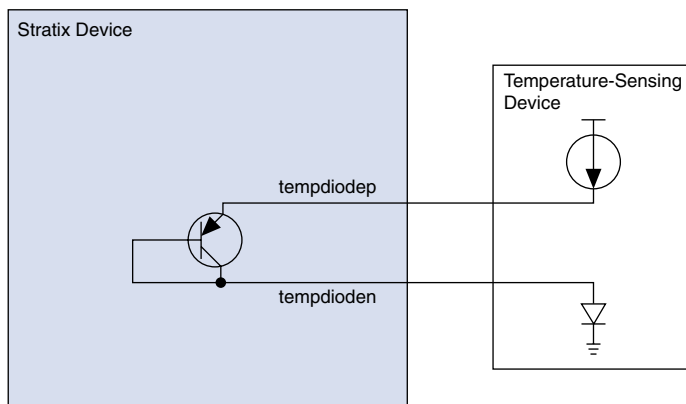 Stratix Device
Temperature-Sensing
Device
tempdiodep
tempdioden